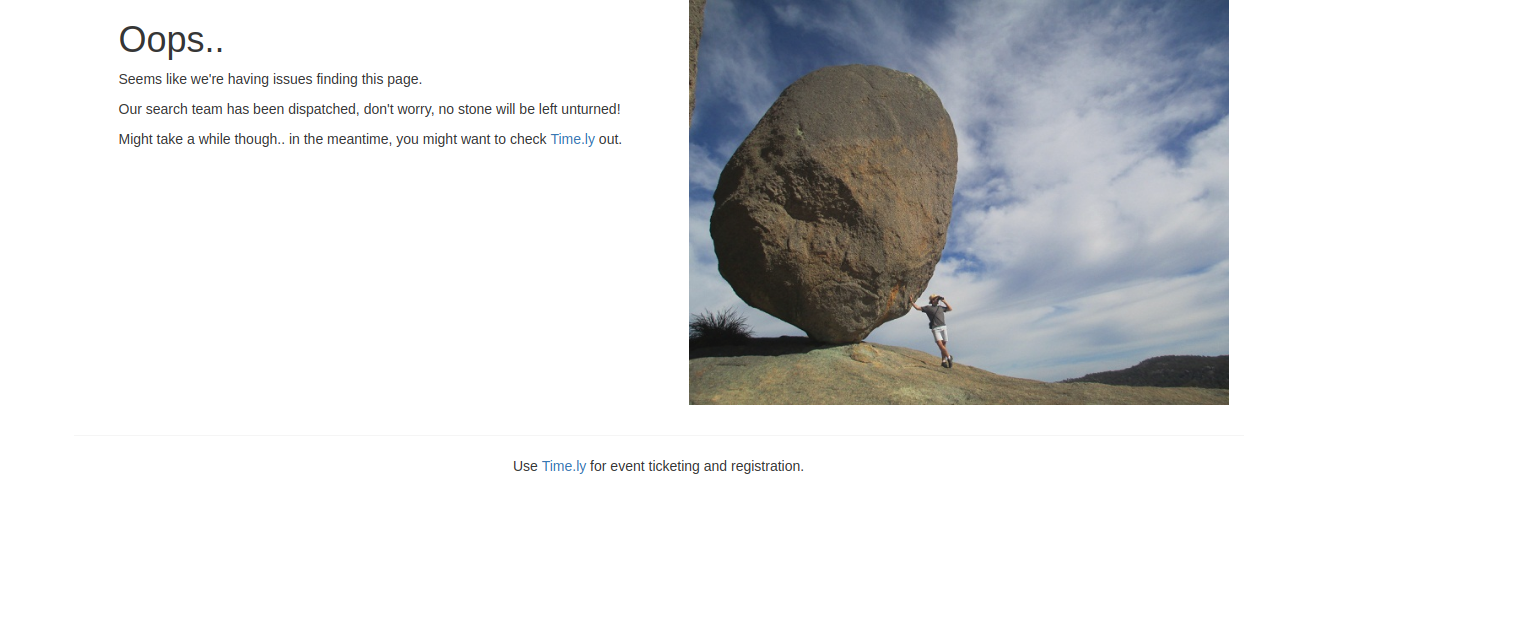 Oops..
Seems like we're having issues finding this page.
Our search team has been dispatched, don't worry, no stone will be left unturned!
Might take a while though.. in the meantime, you might want to check Time.ly out.
Use Time.ly for event ticketing and registration.